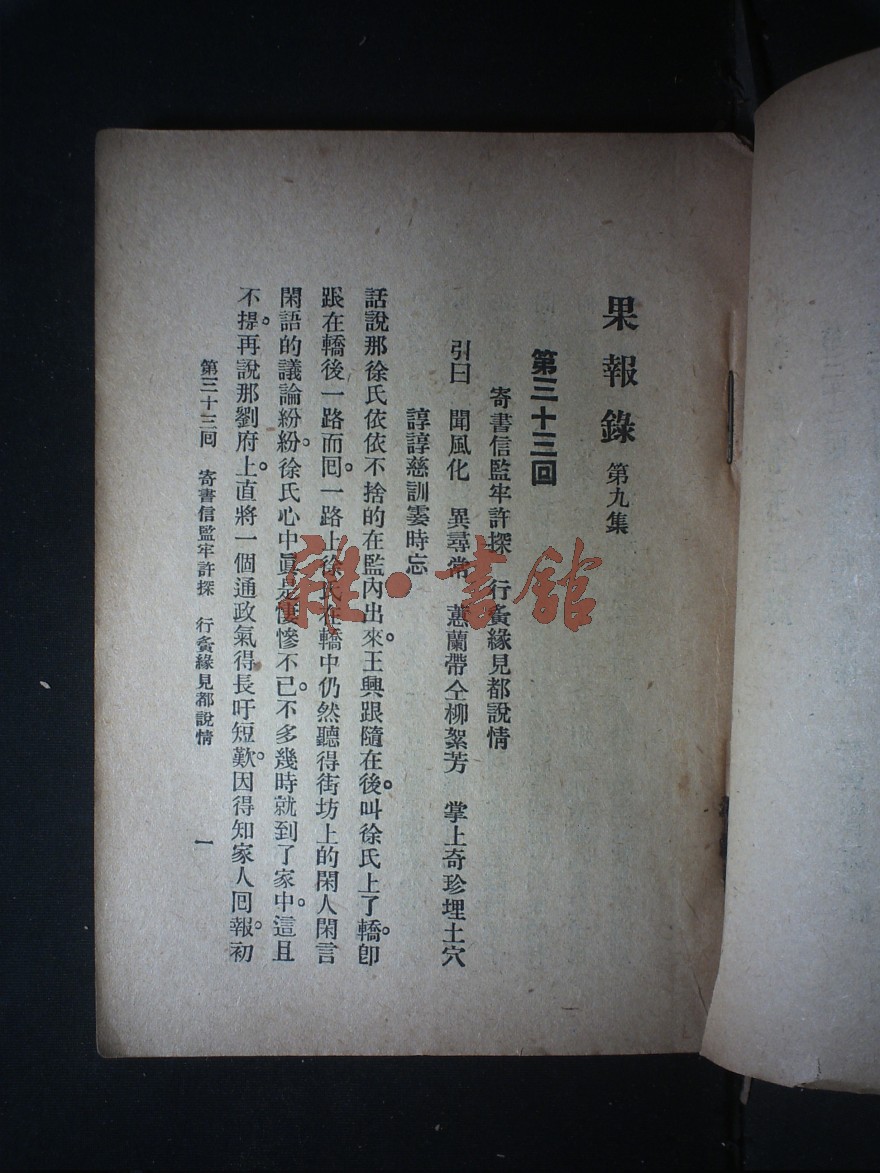 果報錄 第九集
第三十三回
寄書信監牢許探 行夤緣見都說情
引曰 聞風化 異尋常 蕙蘭帶仝柳絮芳 掌上奇珍埋土穴
諄諄慈訓霎時忘
話說那徐氏依依不捨的在監內出來。王興跟隨在後。叫徐氏上了轎。卽
跟在轎後一路而回。一路上徐氏在轎中仍然聽得街坊上的閑人閑言
閑語的議論紛紛。徐氏心中眞是悽慘不已。不多幾時就到了家中。這且
不提。再說那劉府上。直將一個通政氣得長吁短歎。因得知家人回報。初
第三十三回 寄書信監牢許探 行夤緣見都說情 一
雜·書館